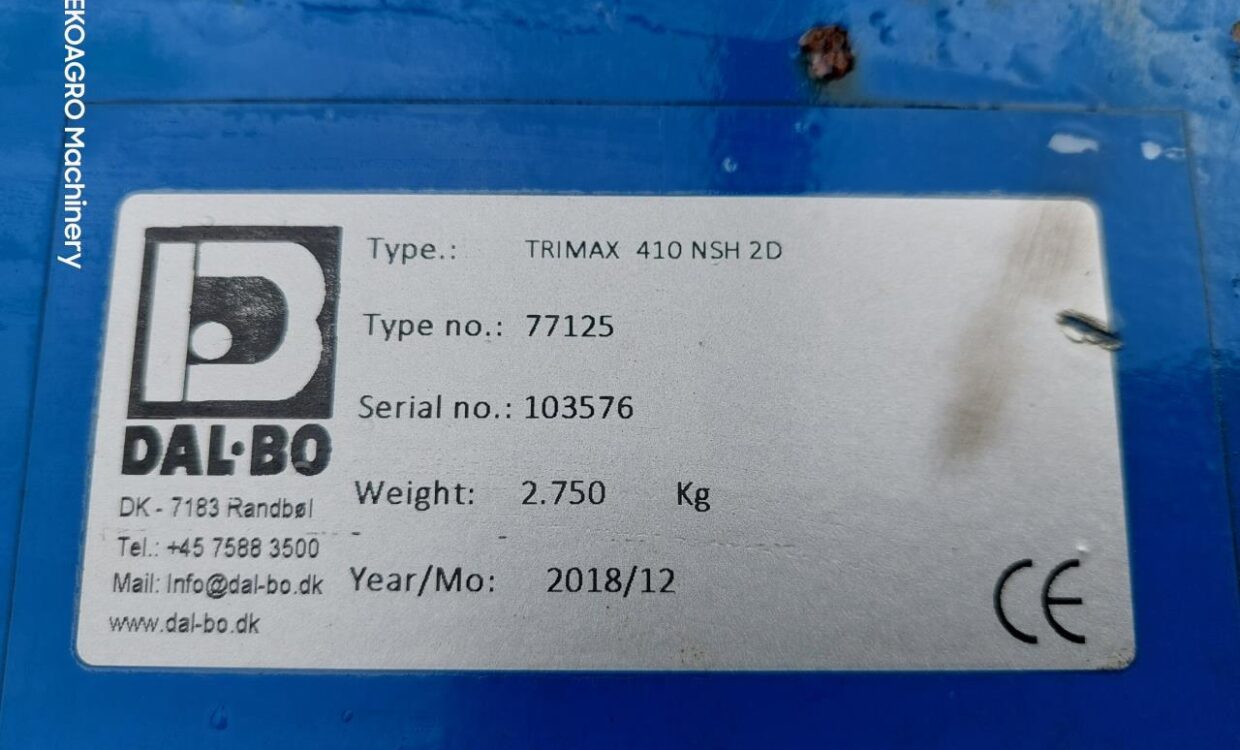 EKOAGRO Machinery
Type.: TRIMAX 410 NSH 2D
Type no.: 77125
Serial no.: 103576
Weight: 2.750 Kg
Year/Mo: 2018/12
DAL·BO
DK - 7183 Randbøl
Tel.: +45 7588 3500
Mail: Info@dal-bo.dk
www.dal-bo.dk
CE